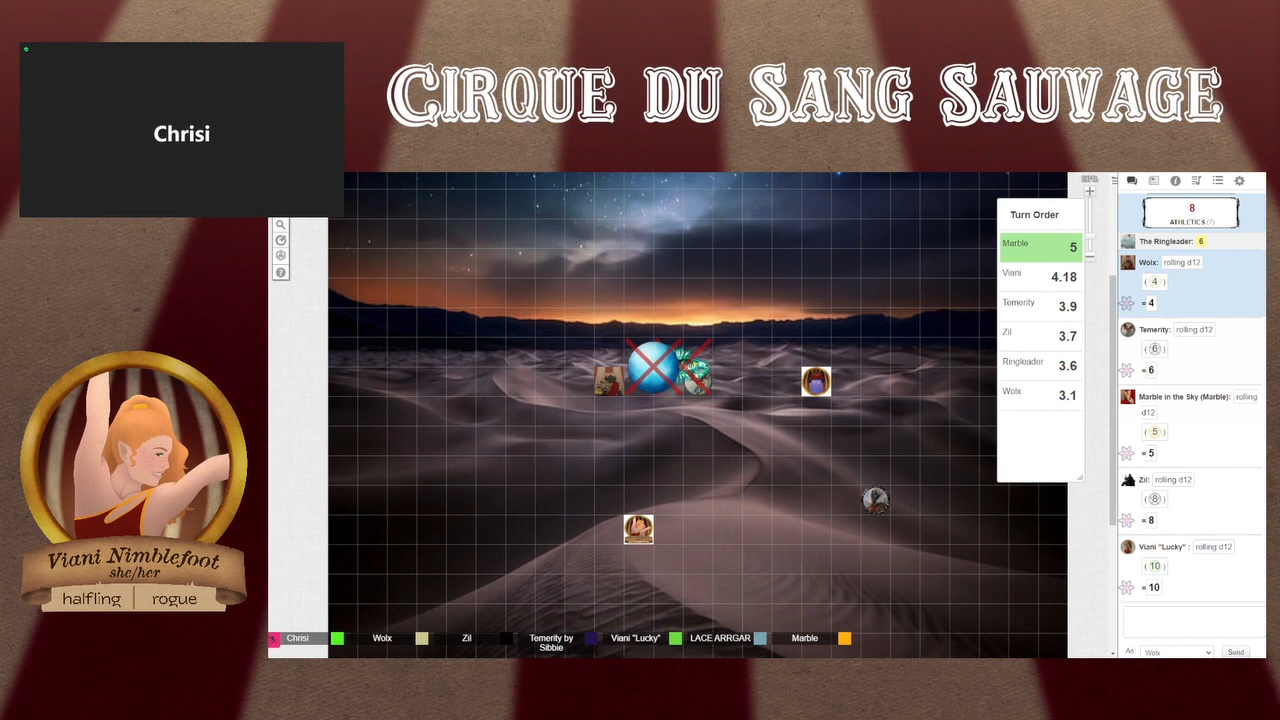 Chrisi
CIRQUE DU SANG SAUVAGE
Turn Order
Marble 5
Viani 4.18
Temerity 3.9
Zil 3.7
Ringleader 3.6
Wolx 3.1
8
ATHLETICS (7)
The Ringleader: 6
Wolx: rolling d12
(4)
= 4
Temerity: rolling d12
(6)
= 6
Marble in the Sky (Marble): rolling
d12
(5)
= 5
Zil: rolling d12
(8)
= 8
Viani "Lucky" : rolling d12
(10)
= 10
As: Wolx Send
Viani Nimblefoot
she/her
halfling rogue
Chrisi Wolx Zil Temerity by Viani "Lucky" LACE ARRGAR Marble
Sibbie